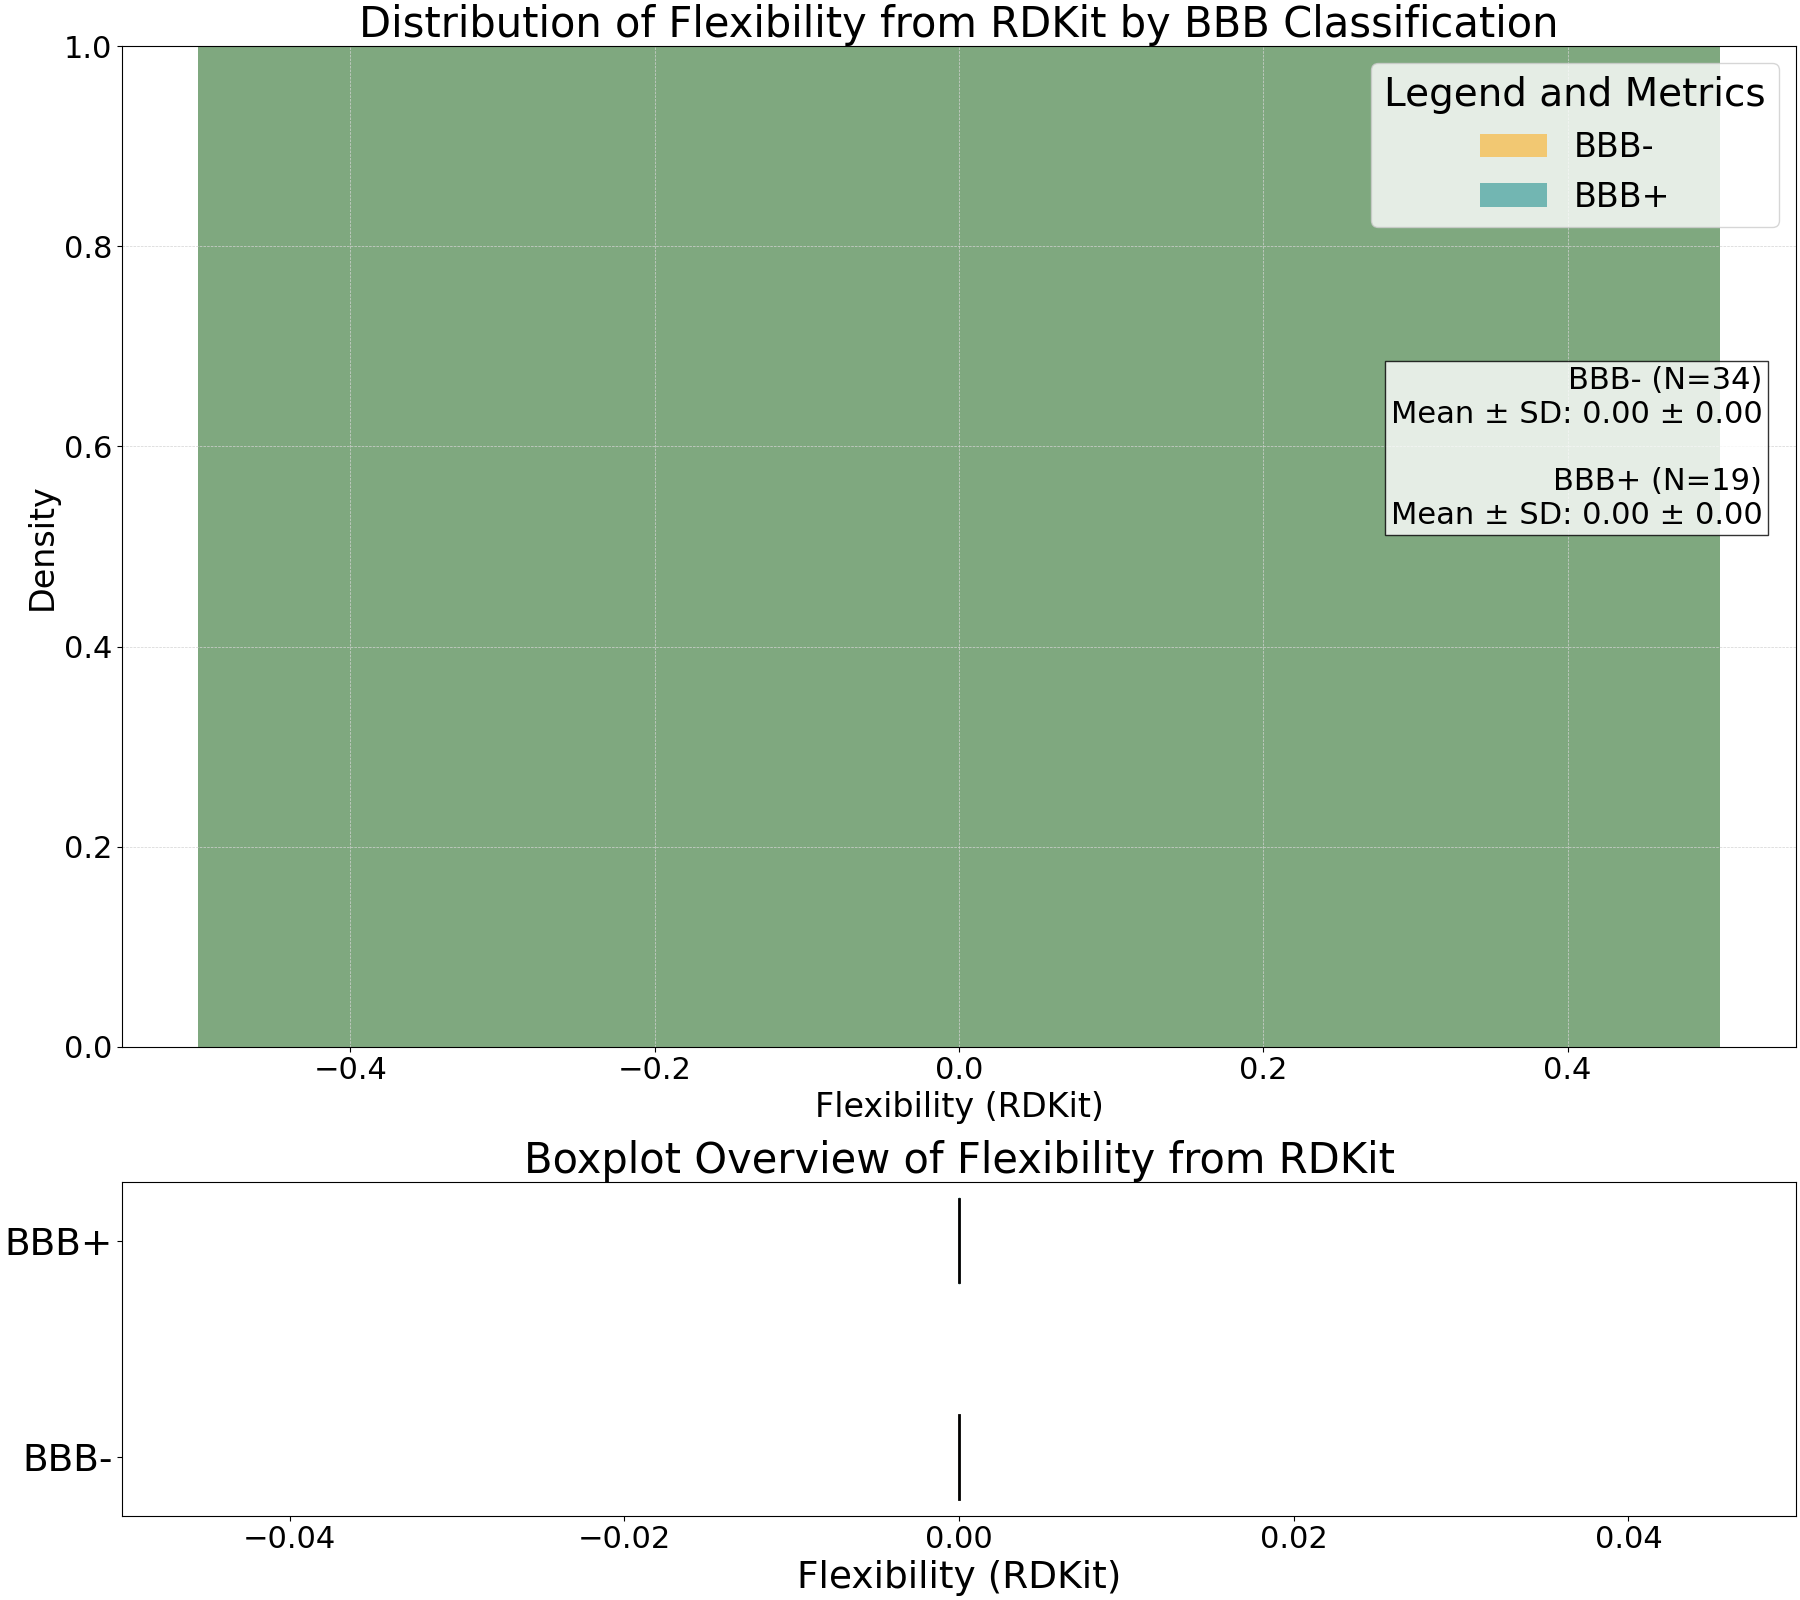 Distribution of Flexibility from RDKit by BBB Classification
1.0
0.8
0.6
0.4
0.2
0.0
Density
Legend and Metrics
BBB-
BBB+
BBB- (N=34)
Mean ± SD: 0.00 ± 0.00
BBB+ (N=19)
Mean ± SD: 0.00 ± 0.00
−0.4 −0.2 0.0 0.2 0.4
Flexibility (RDKit)
Boxplot Overview of Flexibility from RDKit
BBB+
BBB-
−0.04 −0.02 0.00 0.02 0.04
Flexibility (RDKit)